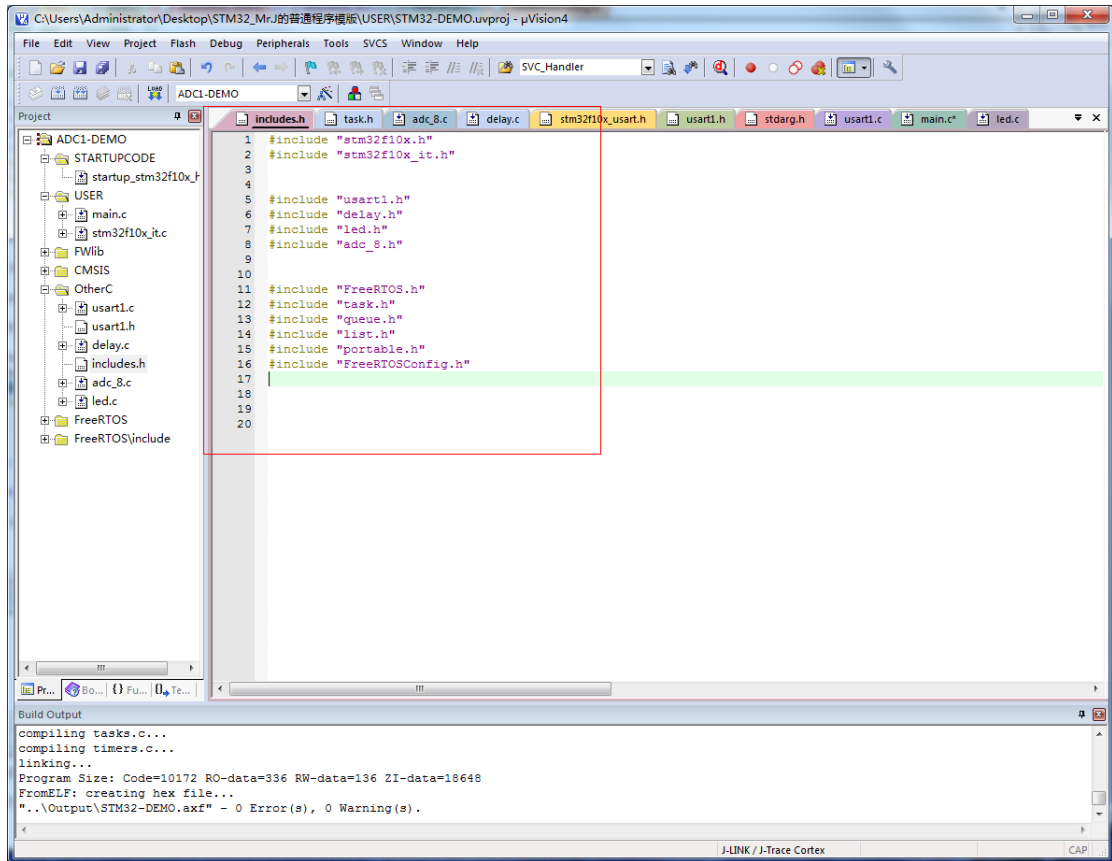 C:\Users\Administrator\Desktop\STM32_Mr.J的普通程序模版\USER\STM32-DEMO.uvproj - µVision4
File Edit View Project Flash Debug Peripherals Tools SVCS Window Help
SVC_Handler
LOAD ADC1-DEMO
Project
includes.h task.h adc_8.c delay.c stm32f10x_usart.h usart1.h stdarg.h usart1.c main.c* led.c
ADC1-DEMO
STARTUPCODE
startup_stm32f10x_h
USER
main.c
stm32f10x_it.c
FWlib
CMSIS
OtherC
usart1.c
usart1.h
delay.c
includes.h
adc_8.c
led.c
FreeRTOS
FreeRTOS\include
1 #include "stm32f10x.h"
2 #include "stm32f10x_it.h"
3
4
5 #include "usart1.h"
6 #include "delay.h"
7 #include "led.h"
8 #include "adc_8.h"
9
10
11 #include "FreeRTOS.h"
12 #include "task.h"
13 #include "queue.h"
14 #include "list.h"
15 #include "portable.h"
16 #include "FreeRTOSConfig.h"
17
18
19
20
Pr... Bo... {} Fu... Te...
Build Output
compiling tasks.c...
compiling timers.c...
linking...
Program Size: Code=10172 RO-data=336 RW-data=136 ZI-data=18648
FromELF: creating hex file...
"..\Output\STM32-DEMO.axf" - 0 Error(s), 0 Warning(s).
J-LINK / J-Trace Cortex CAP